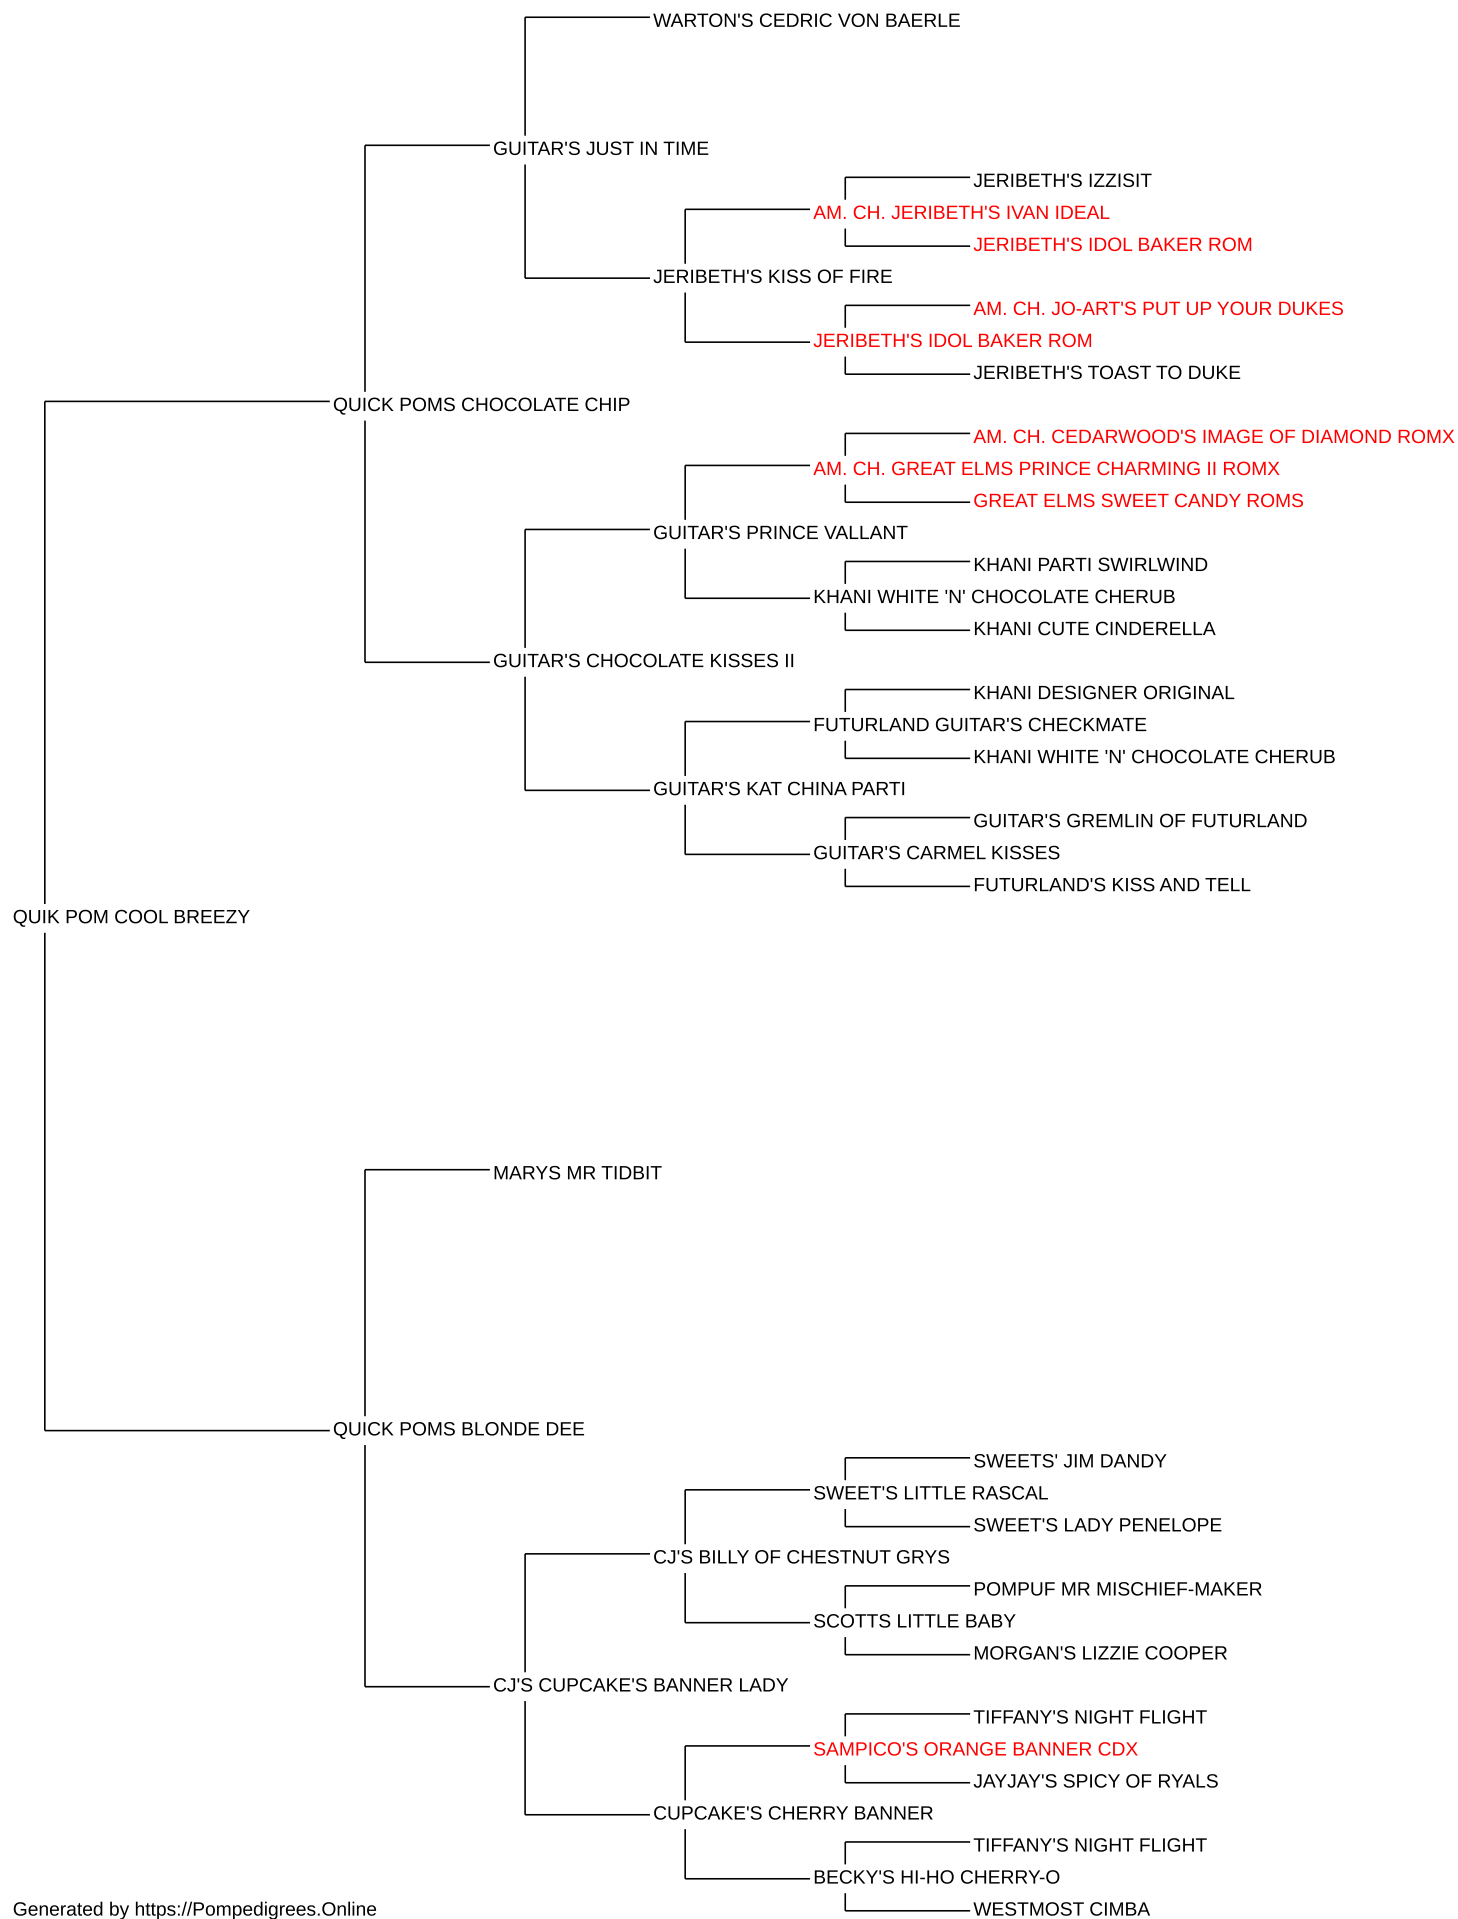 WARTON'S CEDRIC VON BAERLE
GUITAR'S JUST IN TIME
JERIBETH'S IZZISIT
AM. CH. JERIBETH'S IVAN IDEAL
JERIBETH'S IDOL BAKER ROM
JERIBETH'S KISS OF FIRE
AM. CH. JO-ART'S PUT UP YOUR DUKES
JERIBETH'S IDOL BAKER ROM
JERIBETH'S TOAST TO DUKE
QUICK POMS CHOCOLATE CHIP
AM. CH. CEDARWOOD'S IMAGE OF DIAMOND ROMX
AM. CH. GREAT ELMS PRINCE CHARMING II ROMX
GREAT ELMS SWEET CANDY ROMS
GUITAR'S PRINCE VALLANT
KHANI PARTI SWIRLWIND
KHANI WHITE 'N' CHOCOLATE CHERUB
KHANI CUTE CINDERELLA
GUITAR'S CHOCOLATE KISSES II
KHANI DESIGNER ORIGINAL
FUTURLAND GUITAR'S CHECKMATE
KHANI WHITE 'N' CHOCOLATE CHERUB
GUITAR'S KAT CHINA PARTI
GUITAR'S GREMLIN OF FUTURLAND
GUITAR'S CARMEL KISSES
FUTURLAND'S KISS AND TELL
QUIK POM COOL BREEZY
MARYS MR TIDBIT
QUICK POMS BLONDE DEE
SWEETS' JIM DANDY
SWEET'S LITTLE RASCAL
SWEET'S LADY PENELOPE
CJ'S BILLY OF CHESTNUT GRYS
POMPUF MR MISCHIEF-MAKER
SCOTTS LITTLE BABY
MORGAN'S LIZZIE COOPER
CJ'S CUPCAKE'S BANNER LADY
TIFFANY'S NIGHT FLIGHT
SAMPICO'S ORANGE BANNER CDX
JAYJAY'S SPICY OF RYALS
CUPCAKE'S CHERRY BANNER
TIFFANY'S NIGHT FLIGHT
BECKY'S HI-HO CHERRY-O
WESTMOST CIMBA
Generated by https://Pompedigrees.Online